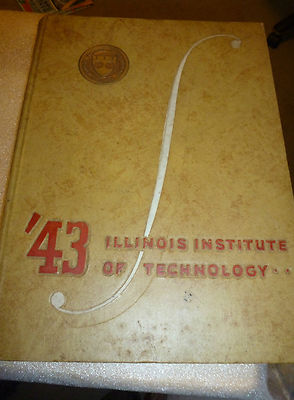 '43 ILLINOIS INSTITUTE
OF TECHNOLOGY